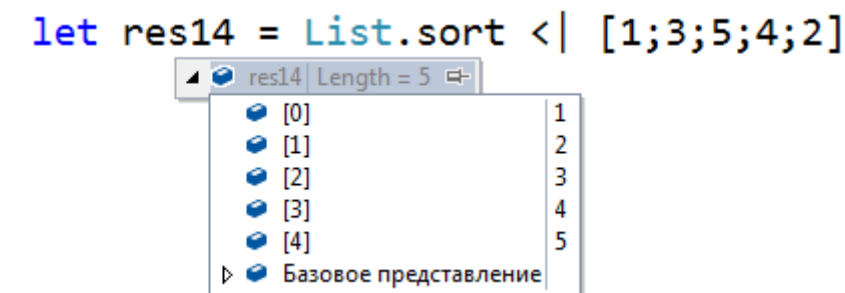 let res14 = List.sort <| [1;3;5;4;2]
res14 Length = 5
[0] 1
[1] 2
[2] 3
[3] 4
[4] 5
Базовое представление